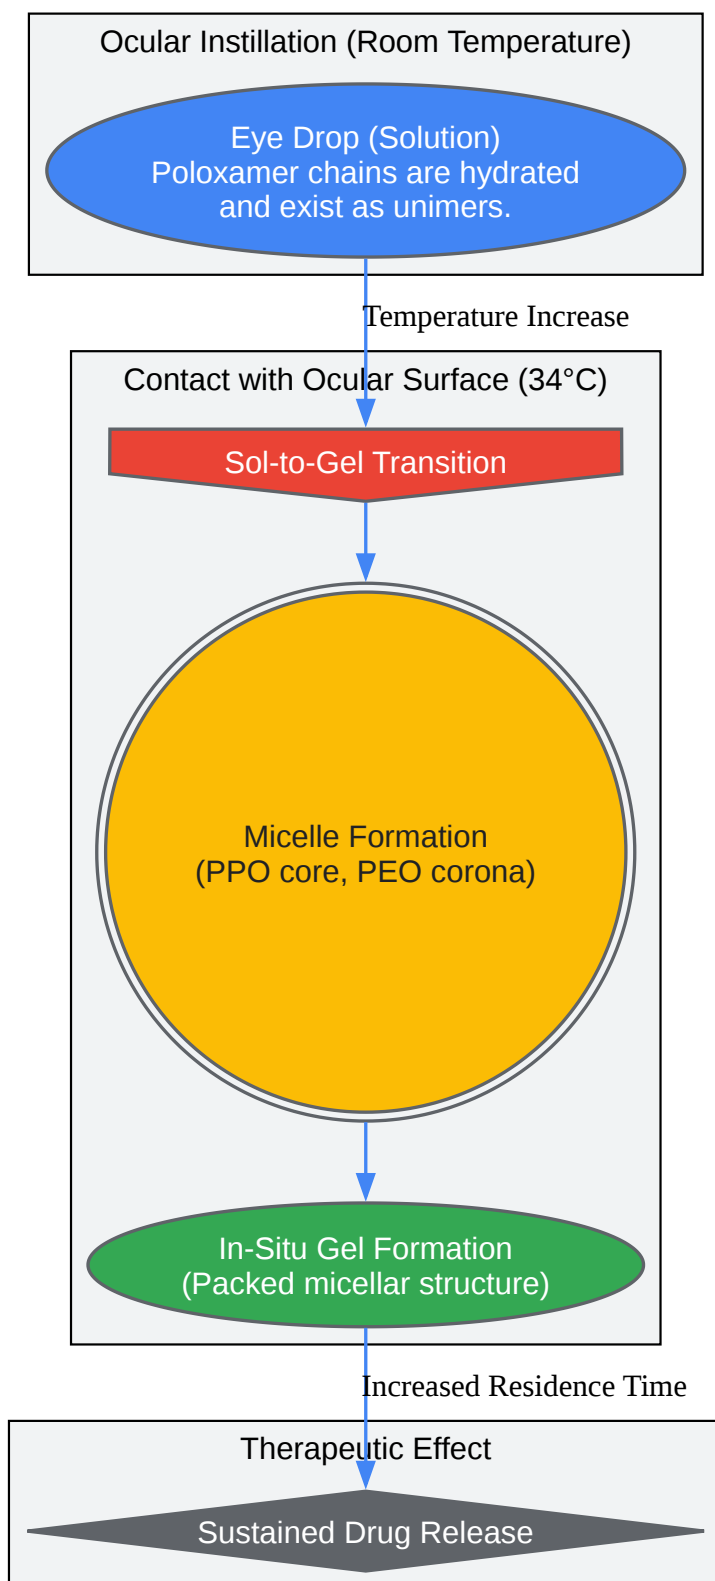 Ocular Instillation (Room Temperature)
Eye Drop (Solution)
Poloxamer chains are hydrated
and exist as unimers.
Temperature Increase
Contact with Ocular Surface (34°C)
Sol-to-Gel Transition
Micelle Formation
(PPO core, PEO corona)
In-Situ Gel Formation
(Packed micellar structure)
Increased Residence Time
Therapeutic Effect
Sustained Drug Release